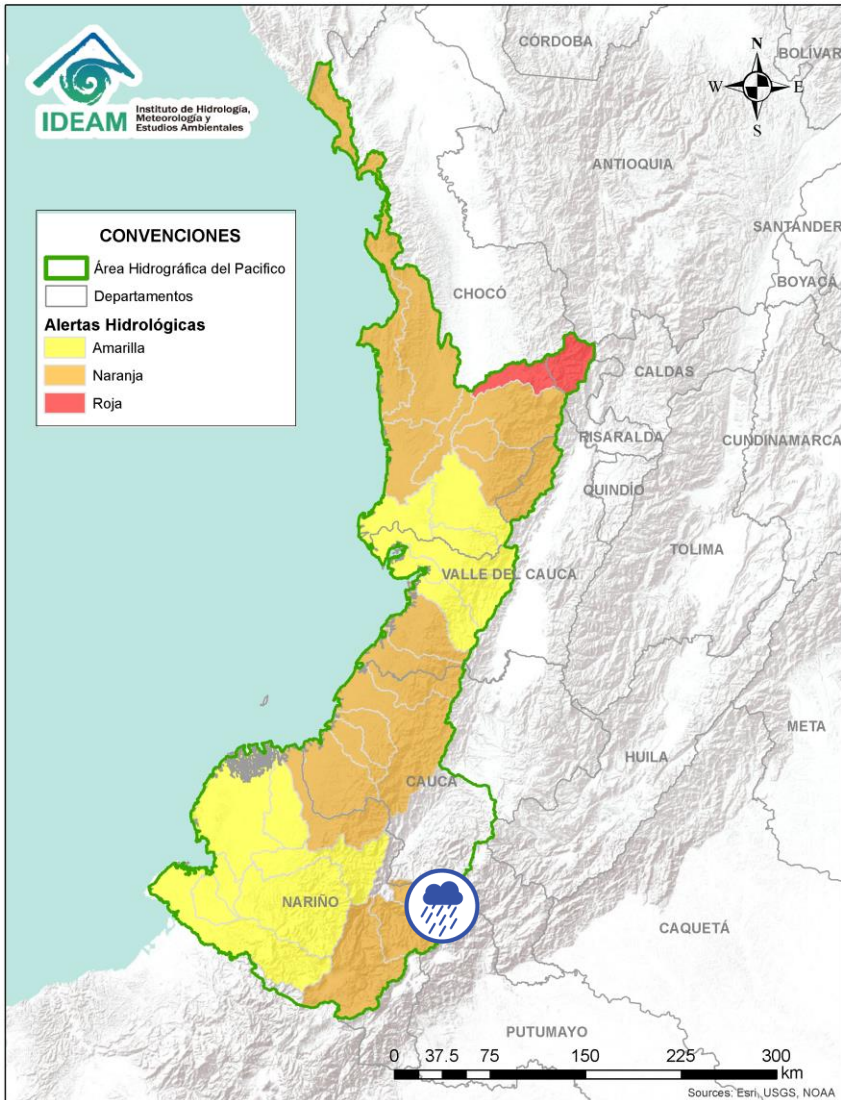 IDEAM
Instituto de Hidrología,
Meteorología y
Estudios Ambientales
N
W
E
S
CÓRDOBA
BOLÍVAR
ANTIOQUIA
SANTANDER
BOYACÁ
CONVENCIONES
Área Hidrográfica del Pacifico
Departamentos
Alertas Hidrológicas
Amarilla
Naranja
Roja
CHOCÓ
CALDAS
RISARALDA
CUNDINAMARCA
QUINDÍO
TOLIMA
VALLE DEL CAUCA
META
HUILA
CAUCA
NARIÑO
CAQUETÁ
PUTUMAYO
0 37.5 75 150 225 300
km
Sources: Esri, USGS, NOAA